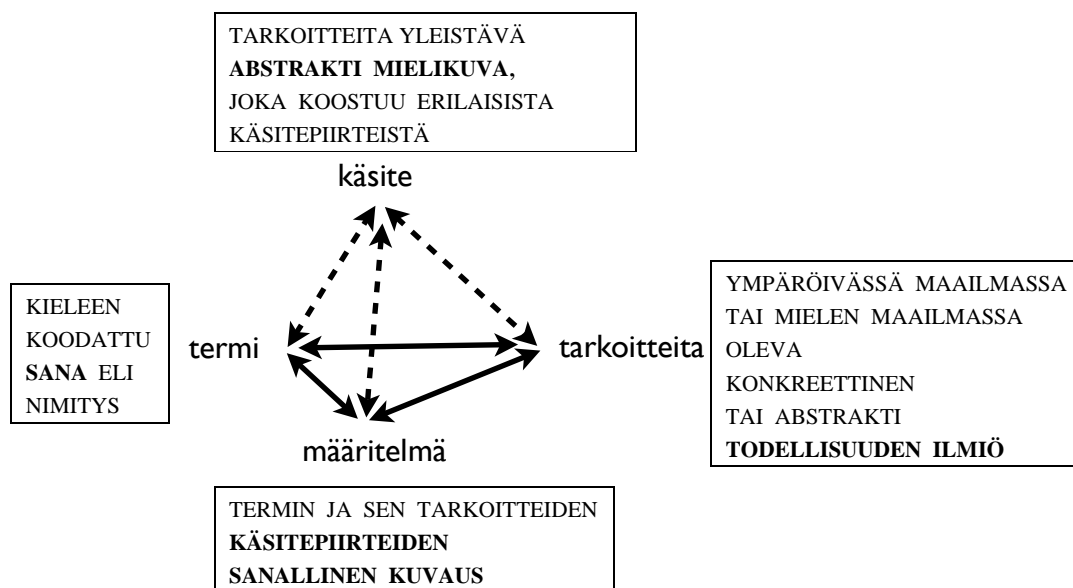 TARKOITTEITA YLEISTÄVÄ
ABSTRAKTI MIELIKUVA,
JOKA KOOSTUU ERILAISISTA
KÄSITEPIIRTEISTÄ
käsite
KIELEEN
KOODATTU
SANA ELI
NIMITYS
termi
tarkoitteita
YMPÄRÖIVÄSSÄ MAAILMASSA
TAI MIELEN MAAILMASSA
OLEVA
KONKREETTINEN
TAI ABSTRAKTI
TODELLISUUDEN ILMIÖ
määritelmä
TERMIN JA SEN TARKOITTEIDEN
KÄSITEPIIRTEIDEN
SANALLINEN KUVAUS